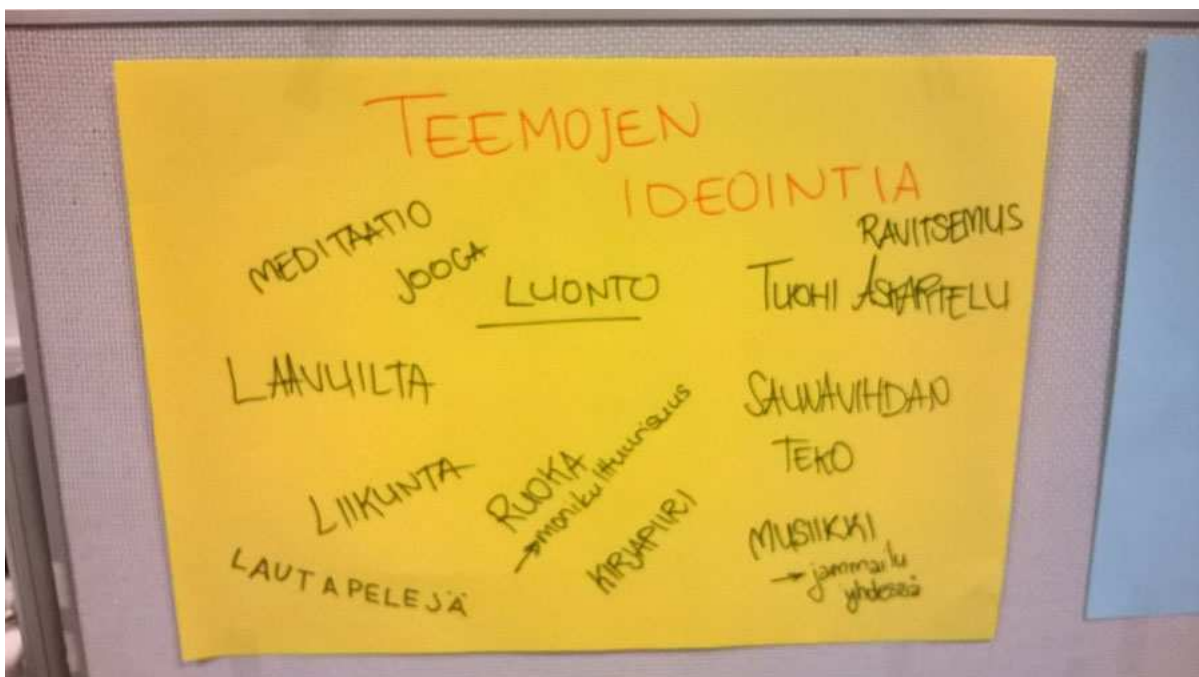 TEEMOJEN
IDEOINTIA
MEDITAATIO
JOOGA
LUONTO
RAVITSEMUS
TUOHI ASKARTELU
LAAVUILTA
SAUNAVIHDAN
TEKO
LIIKUNTA
RUOKA
→ monikulttuurisuus
KIRJAPIIRI
MUSIIKKI
→ jammailu
yhdessä
LAUTAPELEJÄ